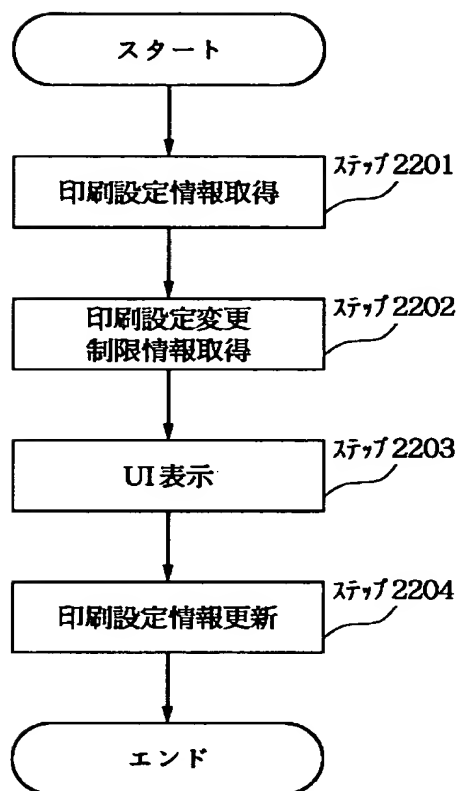 スタート
ステップ2201
印刷設定情報取得
ステップ2202
印刷設定変更
制限情報取得
ステップ2203
UI表示
ステップ2204
印刷設定情報更新
エンド